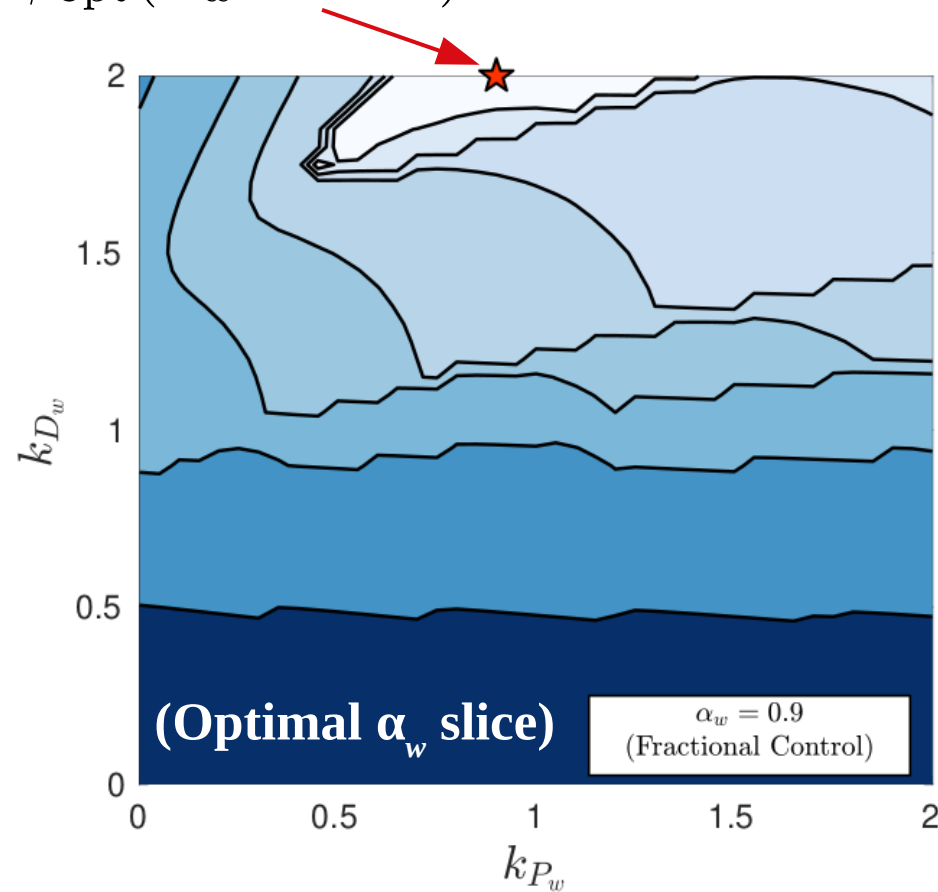 2
1.5
1
0.5
0
0
0.5
1
1.5
2
k_{D_w}
k_{P_w}
(Optimal α_w slice)
α_w = 0.9
(Fractional Control)